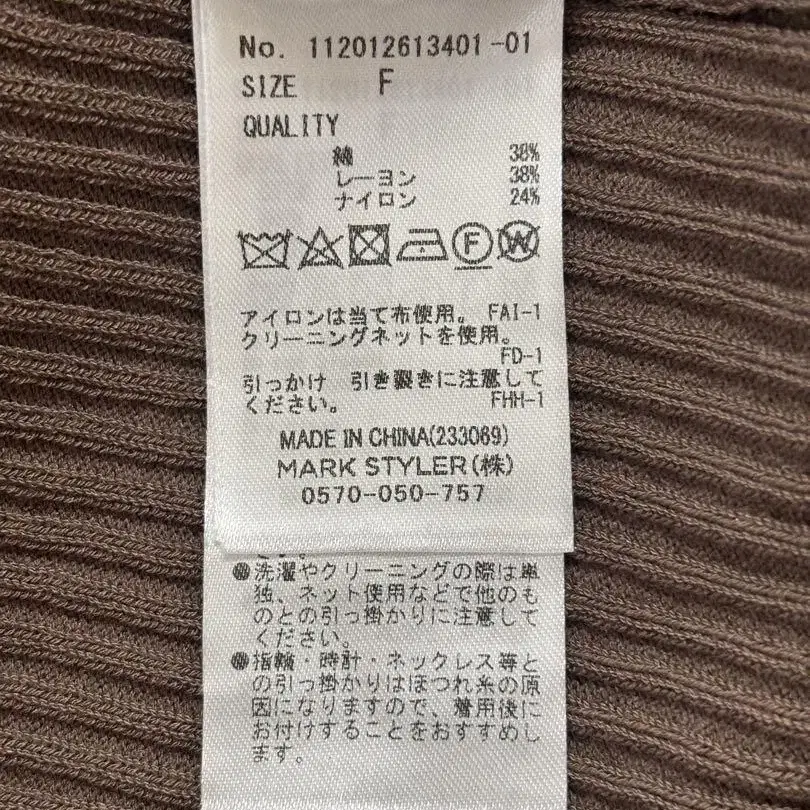 No. 112012613401-01
SIZE F
QUALITY
綿 38%
レーヨン 38%
ナイロン 24%
F W
アイロンは当て布使用。 FAI-1
クリーニングネットを使用。
FD-1
引っかけ 引き裂きに注意して
ください。 FHH-1
MADE IN CHINA(233069)
MARK STYLER(株)
0570-050-757
さい。
●洗濯やクリーニングの際は単
独、ネット使用などで他のも
のとの引っ掛かりに注意して
ください。
●指輪・時計・ネックレス等と
の引っ掛かりはほつれ糸の原
因になりますので、着用後に
お付けすることをおすすめし
ます。